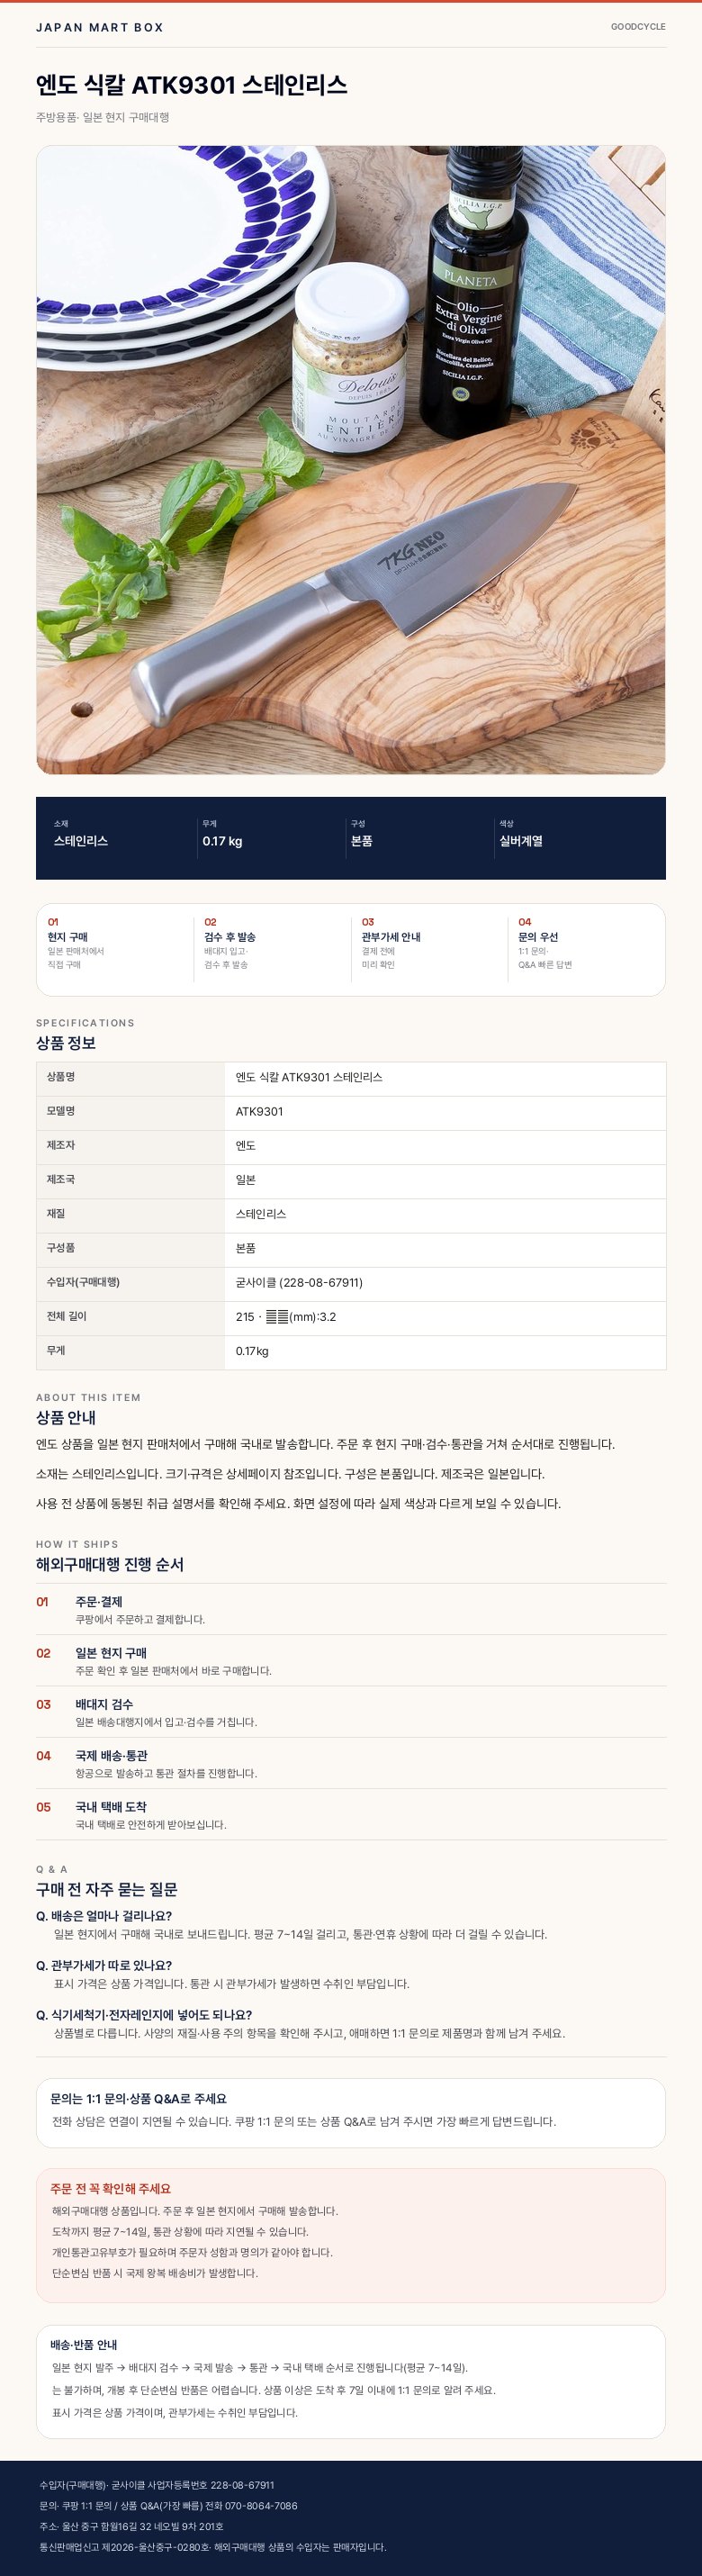 JAPAN MART BOX
GOODCYCLE
엔도 식칼 ATK9301 스테인리스
주방용품· 일본 현지 구매대행
SICILIA I.G.P.
PLANETA
Olio
Extra Vergine
di Oliva
Extra Virgin Olive Oil
Nocellara del Belice,
Biancolilla, Cerasuola
SICILIA I.G.P.
Delouis
DEPUIS 1885
MOUTARDE
ENTIÈRE
AU VINAIGRE DE
TKG NEO
소재
스테인리스
무게
0.17 kg
구성
본품
색상
실버계열
01
현지 구매
일본 판매처에서
직접 구매
02
검수 후 발송
배대지 입고·
검수 후 발송
03
관부가세 안내
결제 전에
미리 확인
04
문의 우선
1:1 문의·
Q&A 빠른 답변
SPECIFICATIONS
상품 정보
상품명 엔도 식칼 ATK9301 스테인리스
모델명 ATK9301
제조자 엔도
제조국 일본
재질 스테인리스
구성품 본품
수입자(구매대행) 굳사이클 (228-08-67911)
전체 길이 215 · (mm):3.2
무게 0.17kg
ABOUT THIS ITEM
상품 안내
엔도 상품을 일본 현지 판매처에서 구매해 국내로 발송합니다. 주문 후 현지 구매·검수·통관을 거쳐 순서대로 진행됩니다.
소재는 스테인리스입니다. 크기·규격은 상세페이지 참조입니다. 구성은 본품입니다. 제조국은 일본입니다.
사용 전 상품에 동봉된 취급 설명서를 확인해 주세요. 화면 설정에 따라 실제 색상과 다르게 보일 수 있습니다.
HOW IT SHIPS
해외구매대행 진행 순서
01 주문·결제
쿠팡에서 주문하고 결제합니다.
02 일본 현지 구매
주문 확인 후 일본 판매처에서 바로 구매합니다.
03 배대지 검수
일본 배송대행지에서 입고·검수를 거칩니다.
04 국제 배송·통관
항공으로 발송하고 통관 절차를 진행합니다.
05 국내 택배 도착
국내 택배로 안전하게 받아보십니다.
Q & A
구매 전 자주 묻는 질문
Q. 배송은 얼마나 걸리나요?
일본 현지에서 구매해 국내로 보내드립니다. 평균 7~14일 걸리고, 통관·연휴 상황에 따라 더 걸릴 수 있습니다.
Q. 관부가세가 따로 있나요?
표시 가격은 상품 가격입니다. 통관 시 관부가세가 발생하면 수취인 부담입니다.
Q. 식기세척기·전자레인지에 넣어도 되나요?
상품별로 다릅니다. 사양의 재질·사용 주의 항목을 확인해 주시고, 애매하면 1:1 문의로 제품명과 함께 남겨 주세요.
문의는 1:1 문의·상품 Q&A로 주세요
전화 상담은 연결이 지연될 수 있습니다. 쿠팡 1:1 문의 또는 상품 Q&A로 남겨 주시면 가장 빠르게 답변드립니다.
주문 전 꼭 확인해 주세요
해외구매대행 상품입니다. 주문 후 일본 현지에서 구매해 발송합니다.
도착까지 평균 7~14일, 통관 상황에 따라 지연될 수 있습니다.
개인통관고유부호가 필요하며 주문자 성함과 명의가 같아야 합니다.
단순변심 반품 시 국제 왕복 배송비가 발생합니다.
배송·반품 안내
일본 현지 발주 → 배대지 검수 → 국제 발송 → 통관 → 국내 택배 순서로 진행됩니다(평균 7~14일).
는 불가하며, 개봉 후 단순변심 반품은 어렵습니다. 상품 이상은 도착 후 7일 이내에 1:1 문의로 알려 주세요.
표시 가격은 상품 가격이며, 관부가세는 수취인 부담입니다.
수입자(구매대행)· 굳사이클 사업자등록번호 228-08-67911
문의· 쿠팡 1:1 문의 / 상품 Q&A(가장 빠름) 전화 070-8064-7086
주소· 울산 중구 함월16길 32 네오빌 9차 201호
통신판매업신고 제2026-울산중구-0280호· 해외구매대행 상품의 수입자는 판매자입니다.